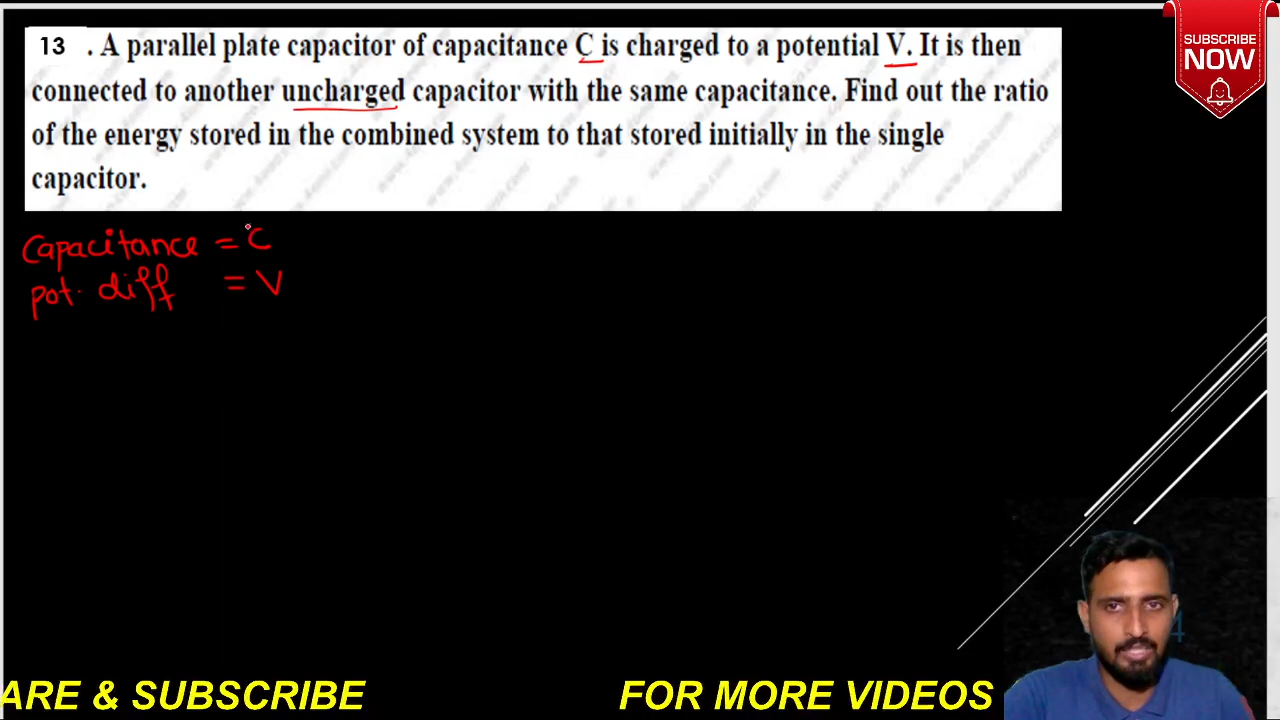 SUBSCRIBE
NOW
13 . A parallel plate capacitor of capacitance C is charged to a potential V. It is then
connected to another uncharged capacitor with the same capacitance. Find out the ratio
of the energy stored in the combined system to that stored initially in the single
capacitor.
Capacitance = C
pot. diff = V
4
ARE & SUBSCRIBE FOR MORE VIDEOS